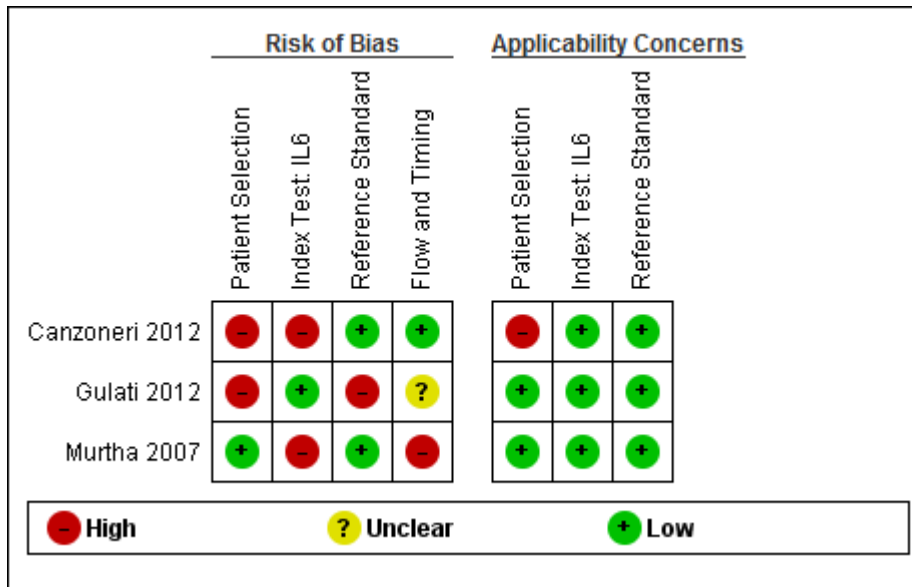 Risk of Bias
Applicability Concerns
Patient Selection
Index Test: IL6
Reference Standard
Flow and Timing
Patient Selection
Index Test: IL6
Reference Standard
Canzoneri 2012 - - + + - + +
Gulati 2012 - + - ? + + +
Murtha 2007 + - + - + + +
- High ? Unclear + Low